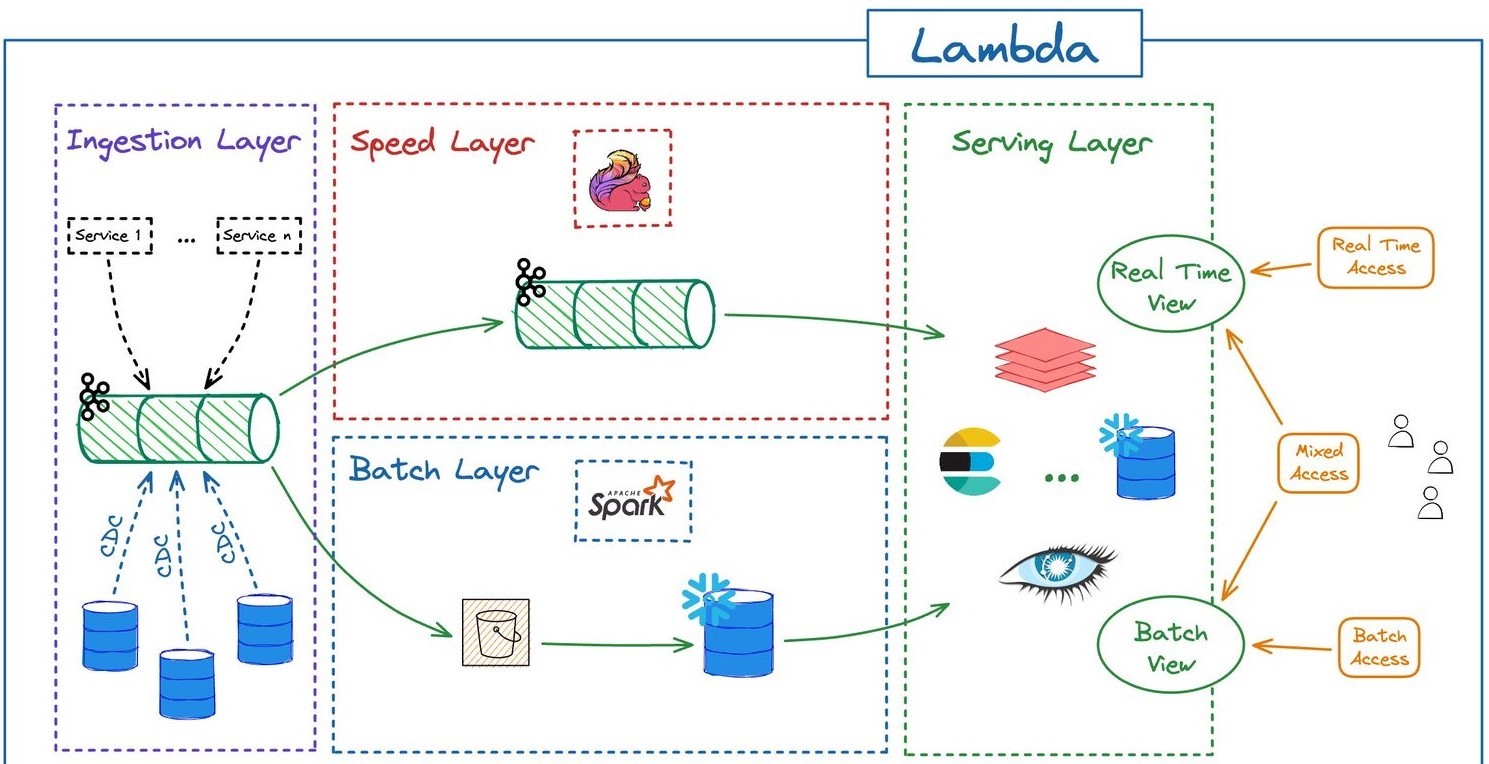 Lambda
Ingestion Layer
Service 1
...
Service n
CDC
CDC
CDC
Speed Layer
Batch Layer
APACHE
Spark
Serving Layer
...
Real Time
View
Batch
View
Real Time
Access
Mixed
Access
Batch
Access